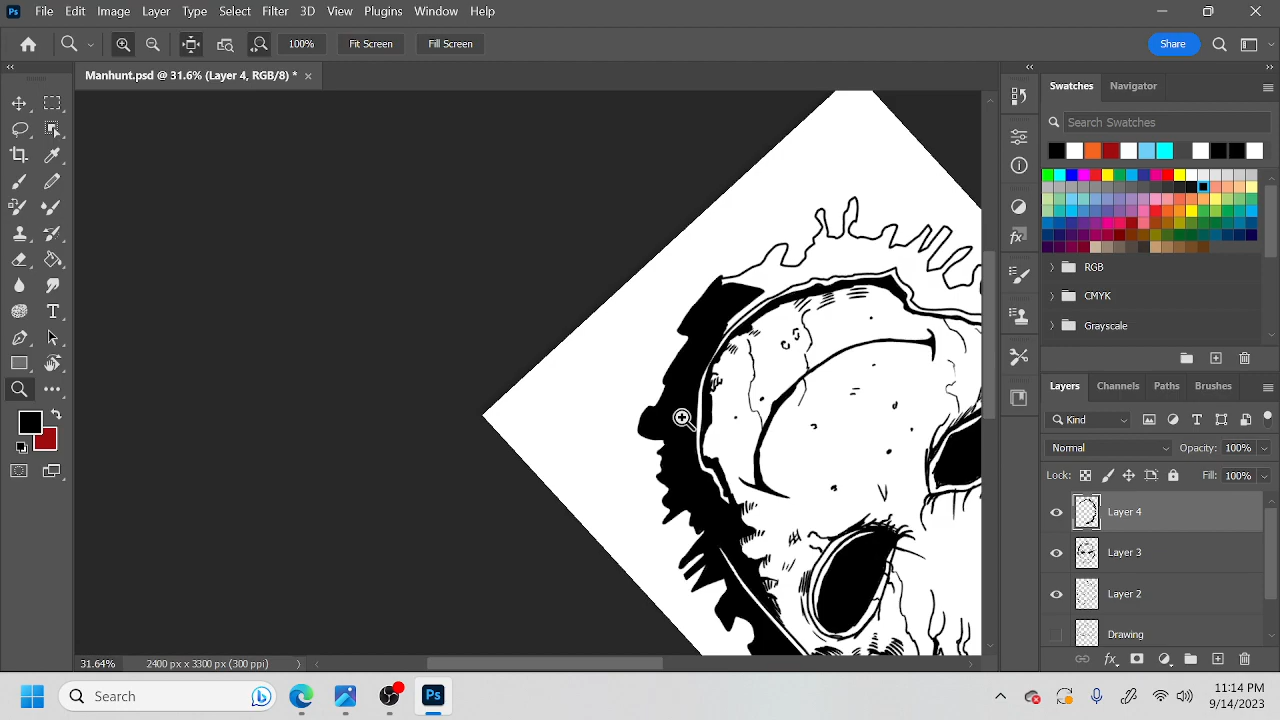 Ps File Edit Image Layer Type Select Filter 3D View Plugins Window Help
100% Fit Screen Fill Screen Share
Manhunt.psd @ 31.6% (Layer 4, RGB/8) *
Swatches Navigator
Search Swatches
RGB
CMYK
Grayscale
Layers Channels Paths Brushes
Kind
Normal Opacity: 100%
Lock: Fill: 100%
Layer 4
Layer 3
Layer 2
Drawing
31.64% 2400 px x 3300 px (300 ppi)
Search Ps
11:14 PM
9/14/2023